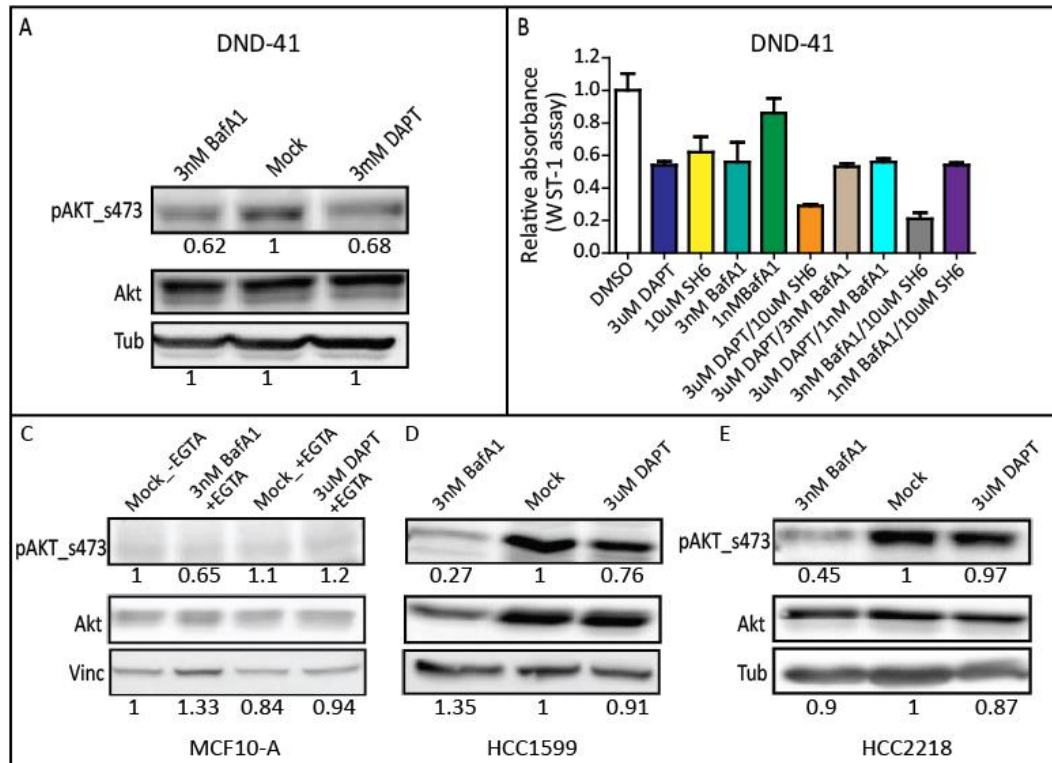 A
DND-41
3nM BafA1
Mock
3mM DAPT
pAKT_s473
0.62 1 0.68
Akt
Tub
1 1 1
B
DND-41
Relative absorbance
(WST-1 assay)
1.2
1.0
0.8
0.6
0.4
0.2
0.0
DMSO
3uM DAPT
10uM SH6
3nM BafA1
1nMBafA1
3uM DAPT/10uM SH6
3uM DAPT/3nM BafA1
3uM DAPT/1nM BafA1
3nM BafA1/10uM SH6
1nM BafA1/10uM SH6
C
Mock_-EGTA
3nM BafA1
+EGTA
Mock_+EGTA
3uM DAPT
+EGTA
pAKT_s473
1 0.65 1.1 1.2
Akt
Vinc
1 1.33 0.84 0.94
MCF10-A
D
3nM BafA1
Mock
3uM DAPT
0.27 1 0.76
1.35 1 0.91
HCC1599
E
3nM BafA1
Mock
3uM DAPT
pAKT_s473
0.45 1 0.97
Akt
Tub
0.9 1 0.87
HCC2218